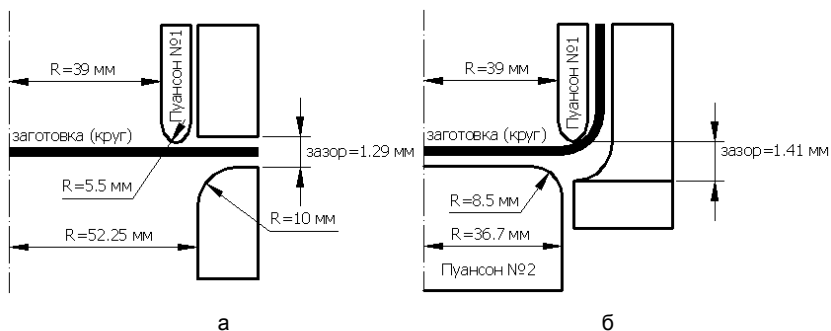 R=39 мм
Пуансон №1
заготовка (круг)
зазор=1.29 мм
R=5.5 мм
R=10 мм
R=52.25 мм
а
R=39 мм
Пуансон №1
заготовка (круг)
зазор=1.41 мм
R=8.5 мм
R=36.7 мм
Пуансон №2
б